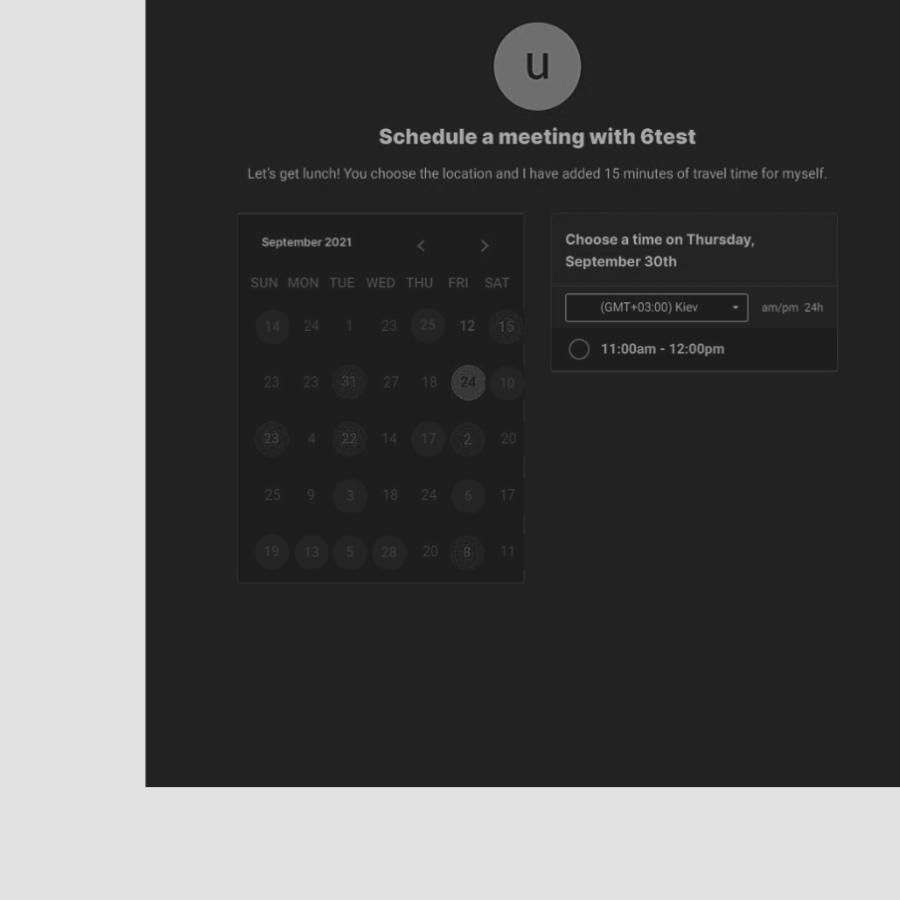 u
Schedule a meeting with 6test
Let's get lunch! You choose the location and I have added 15 minutes of travel time for myself.
September 2021
SUN MON TUE WED THU FRI SAT
14 24 1 23 25 12 15
23 23 31 27 18 24 10
23 4 22 14 17 2 20
25 9 3 18 24 6 17
19 13 5 28 20 8 11
Choose a time on Thursday,
September 30th
(GMT+03:00) Kiev
am/pm 24h
11:00am - 12:00pm